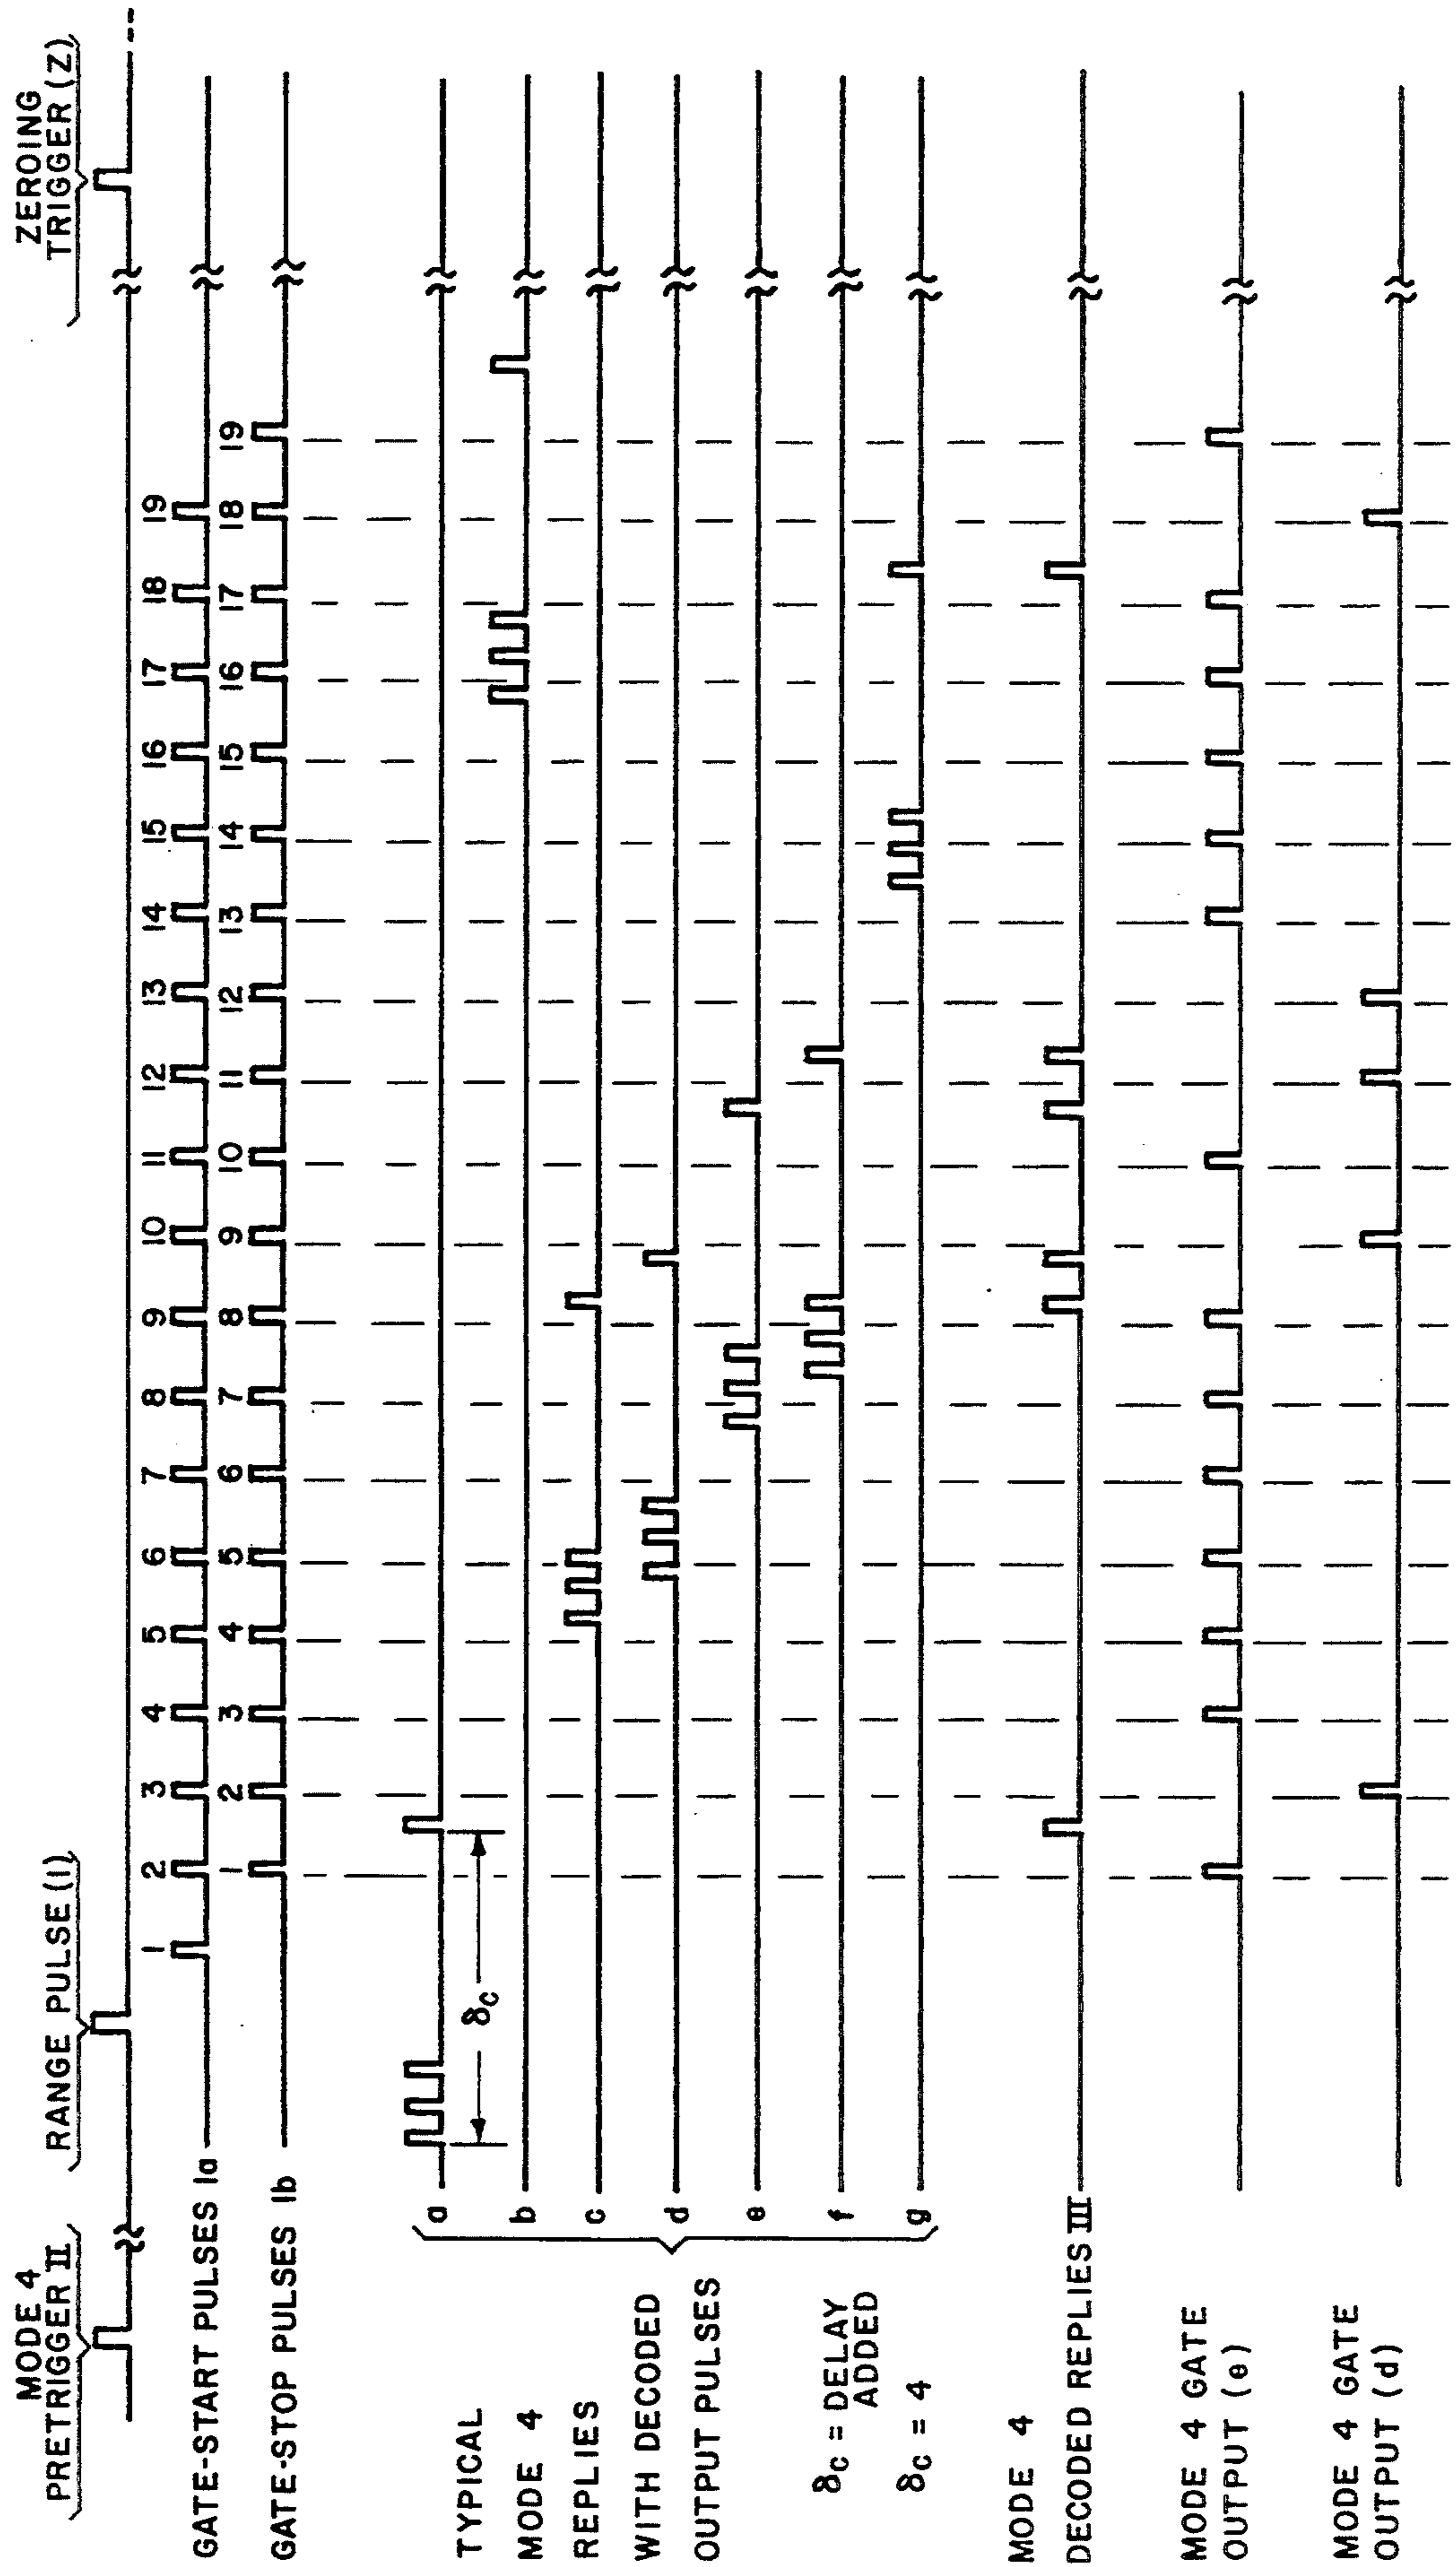 MODE 4
PRETRIGGER II
RANGE PULSE (I)
ZEROING
TRIGGER (Z)
GATE-START PULSES Ia
1 2 3 4 5 6 7 8 9 10 11 12 13 14 15 16 17 18 19
GATE-STOP PULSES Ib
1 2 3 4 5 6 7 8 9 10 11 12 13 14 15 16 17 18 19
TYPICAL
MODE 4
REPLIES
WITH DECODED
OUTPUT PULSES
δc = DELAY
ADDED
δc = 4
a
δc
b
c
d
e
f
g
MODE 4
DECODED REPLIES III
MODE 4 GATE
OUTPUT (e)
MODE 4 GATE
OUTPUT (d)